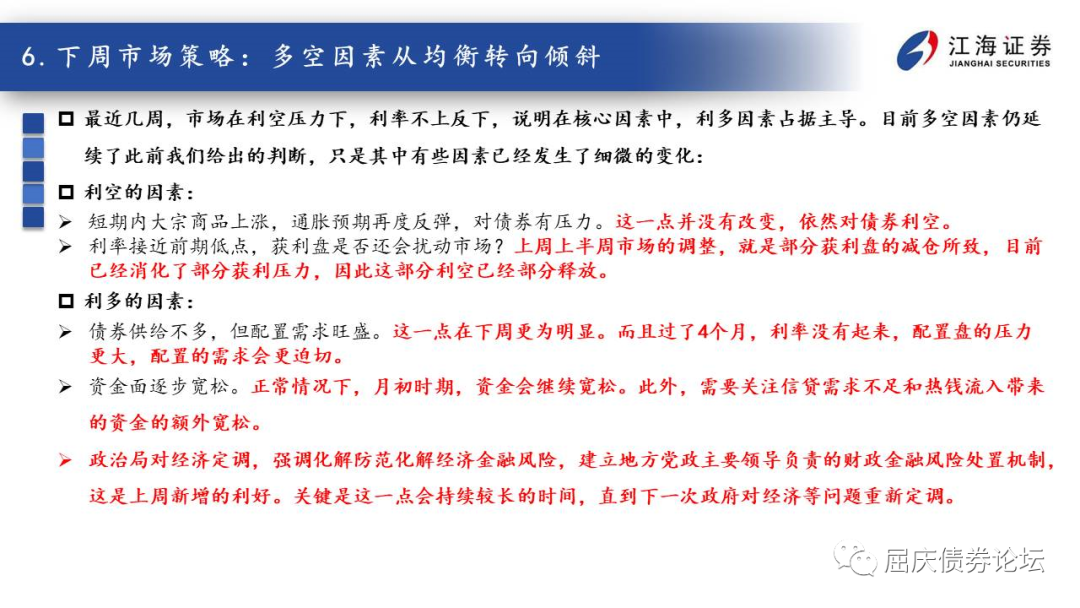 6. 下周市场策略：多空因素从均衡转向倾斜
江海证券
JIANGHAI SECURITIES
最近几周，市场在利空压力下，利率不上反下，说明在核心因素中，利多因素占据主导。目前多空因素仍延
续了此前我们给出的判断，只是其中有些因素已经发生了细微的变化：
利空的因素：
短期内大宗商品上涨，通胀预期再度反弹，对债券有压力。这一点并没有改变，依然对债券利空。
利率接近前期低点，获利盘是否还会扰动市场？上周上半周市场的调整，就是部分获利盘的减仓所致，目前
已经消化了部分获利压力，因此这部分利空已经部分释放。
利多的因素：
债券供给不多，但配置需求旺盛。这一点在下周更为明显。而且过了4个月，利率没有起来，配置盘的压力
更大，配置的需求会更迫切。
资金面逐步宽松。正常情况下，月初时期，资金会继续宽松。此外，需要关注信贷需求不足和热钱流入带来
的资金的额外宽松。
政治局对经济定调，强调化解防范化解经济金融风险，建立地方党政主要领导负责的财政金融风险处置机制，
这是上周新增的利好。关键是这一点会持续较长的时间，直到下一次政府对经济等问题重新定调。
屈庆债券论坛